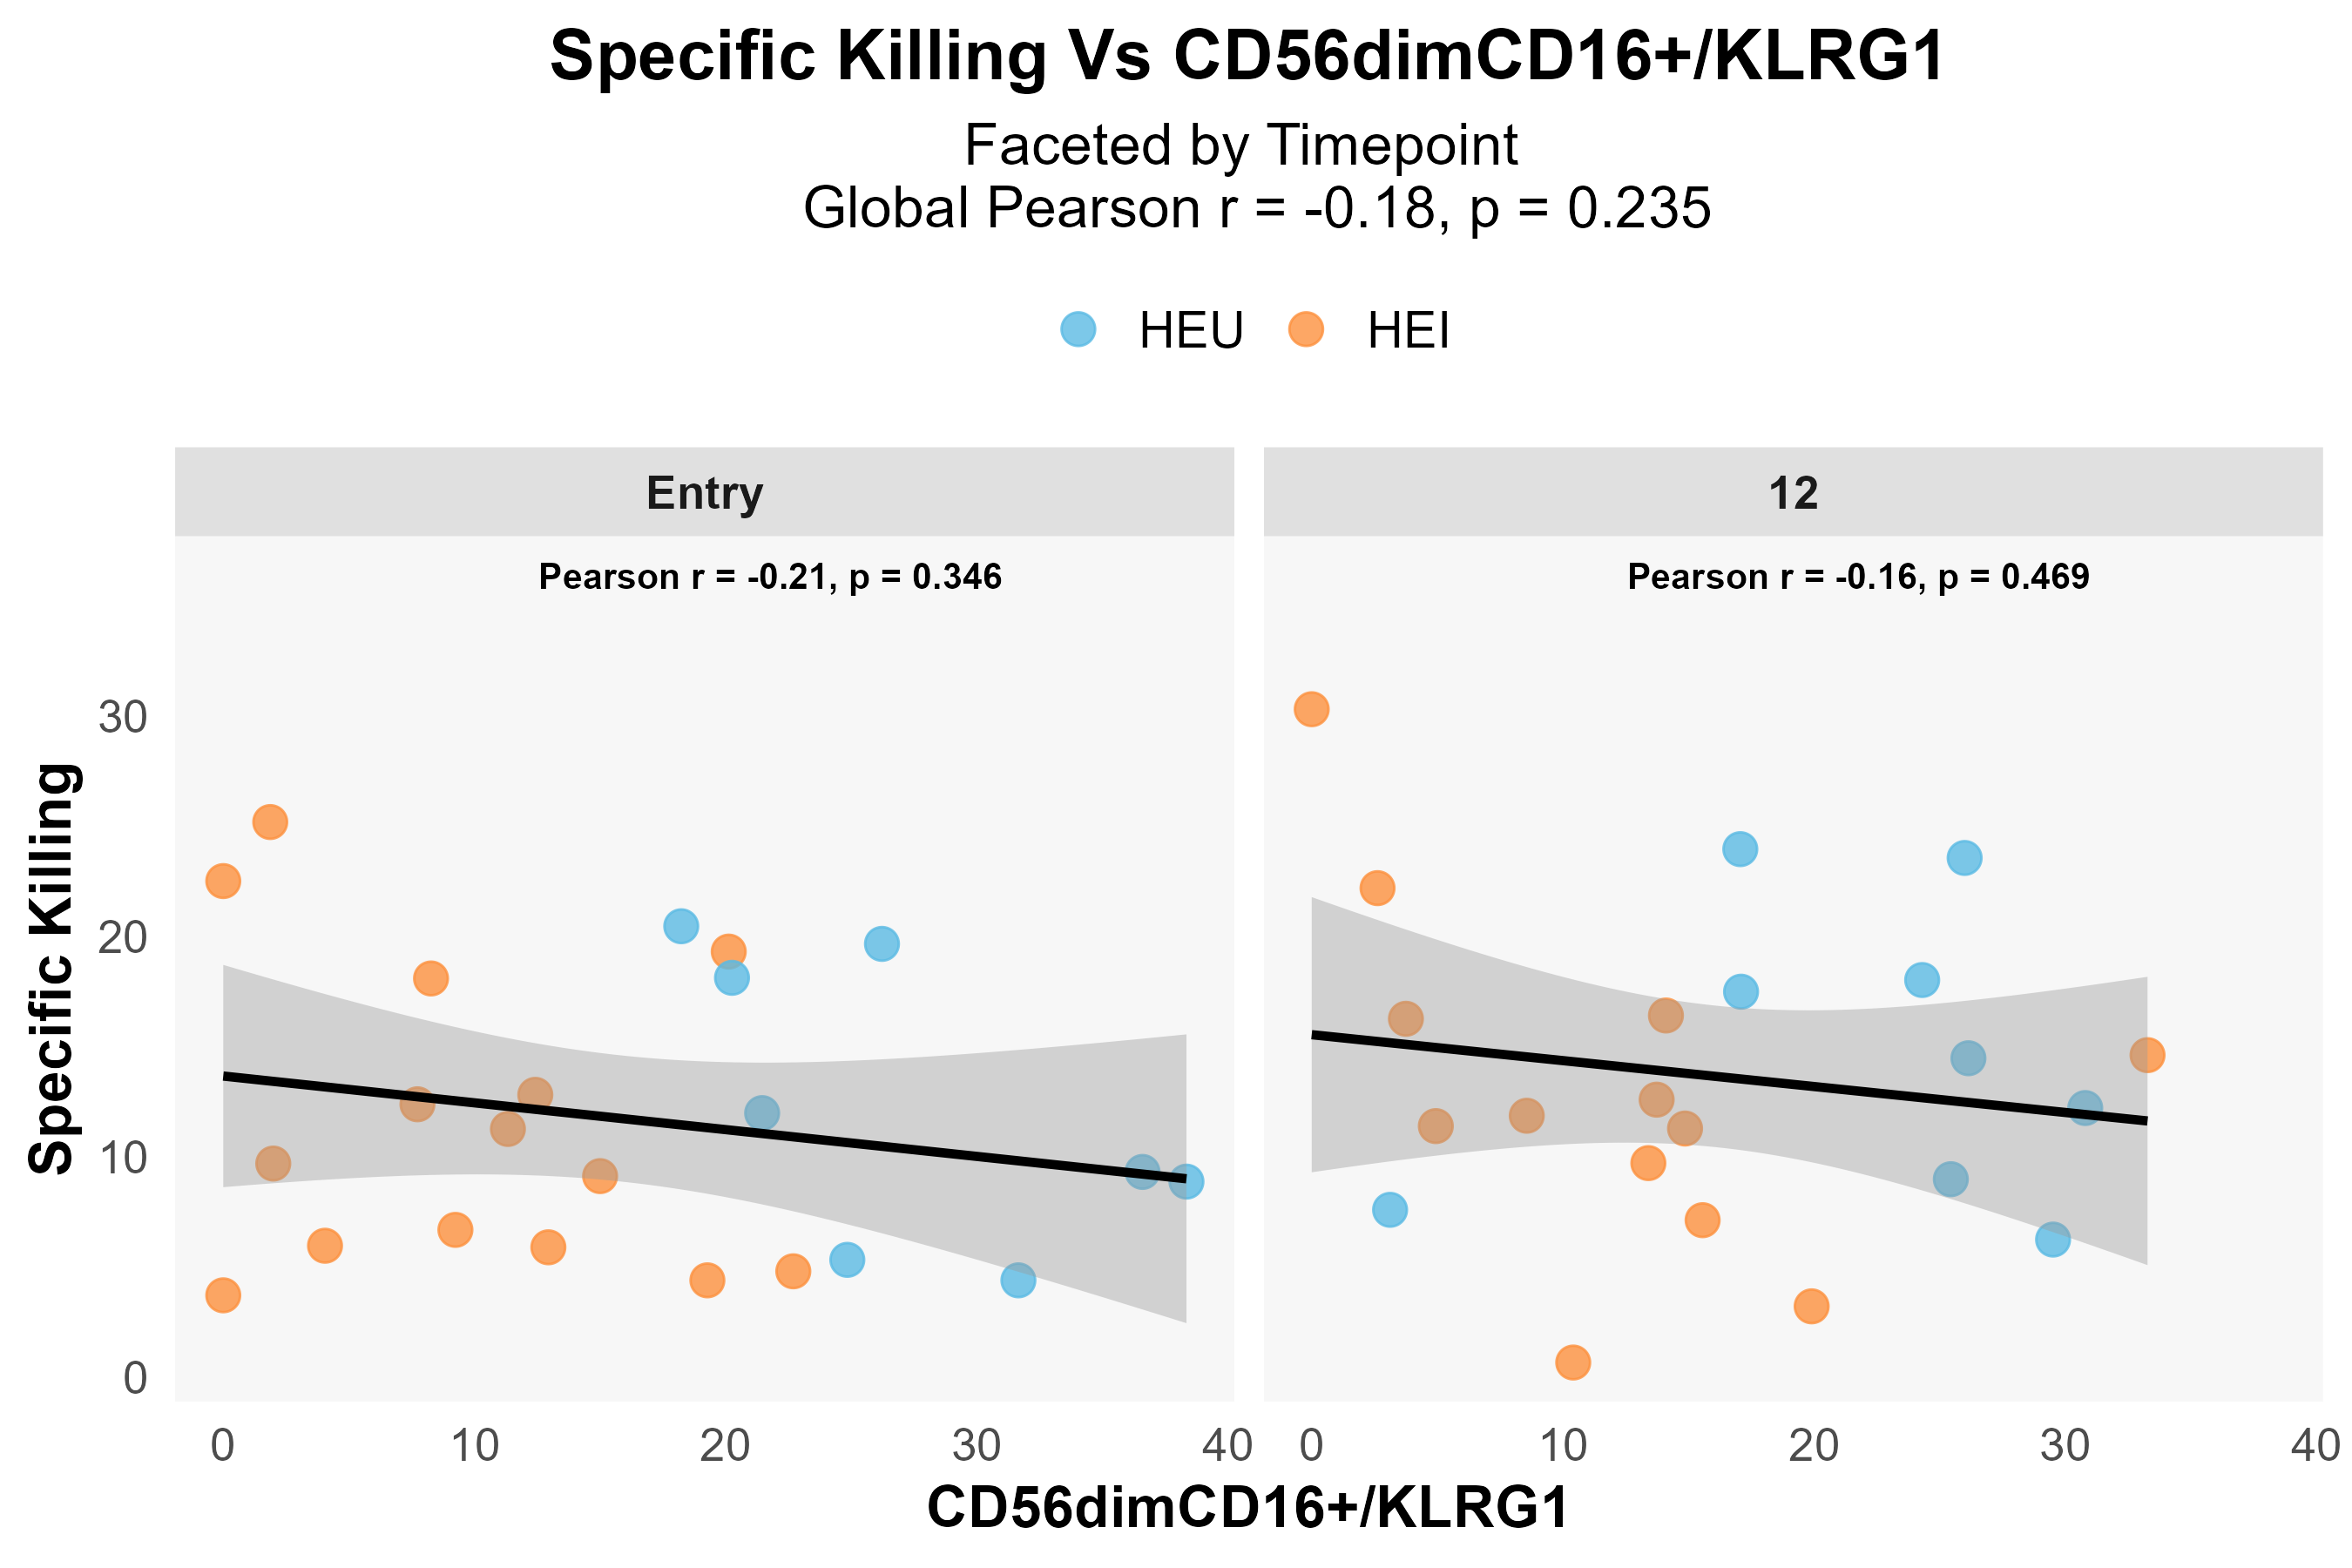 Specific Killing Vs CD56dimCD16+/KLRG1
Faceted by Timepoint
Global Pearson r = -0.18, p = 0.235
HEU HEI
Entry 12
Pearson r = -0.21, p = 0.346 Pearson r = -0.16, p = 0.469
Specific Killing
30
20
10
0
0 10 20 30 40 0 10 20 30 40
CD56dimCD16+/KLRG1